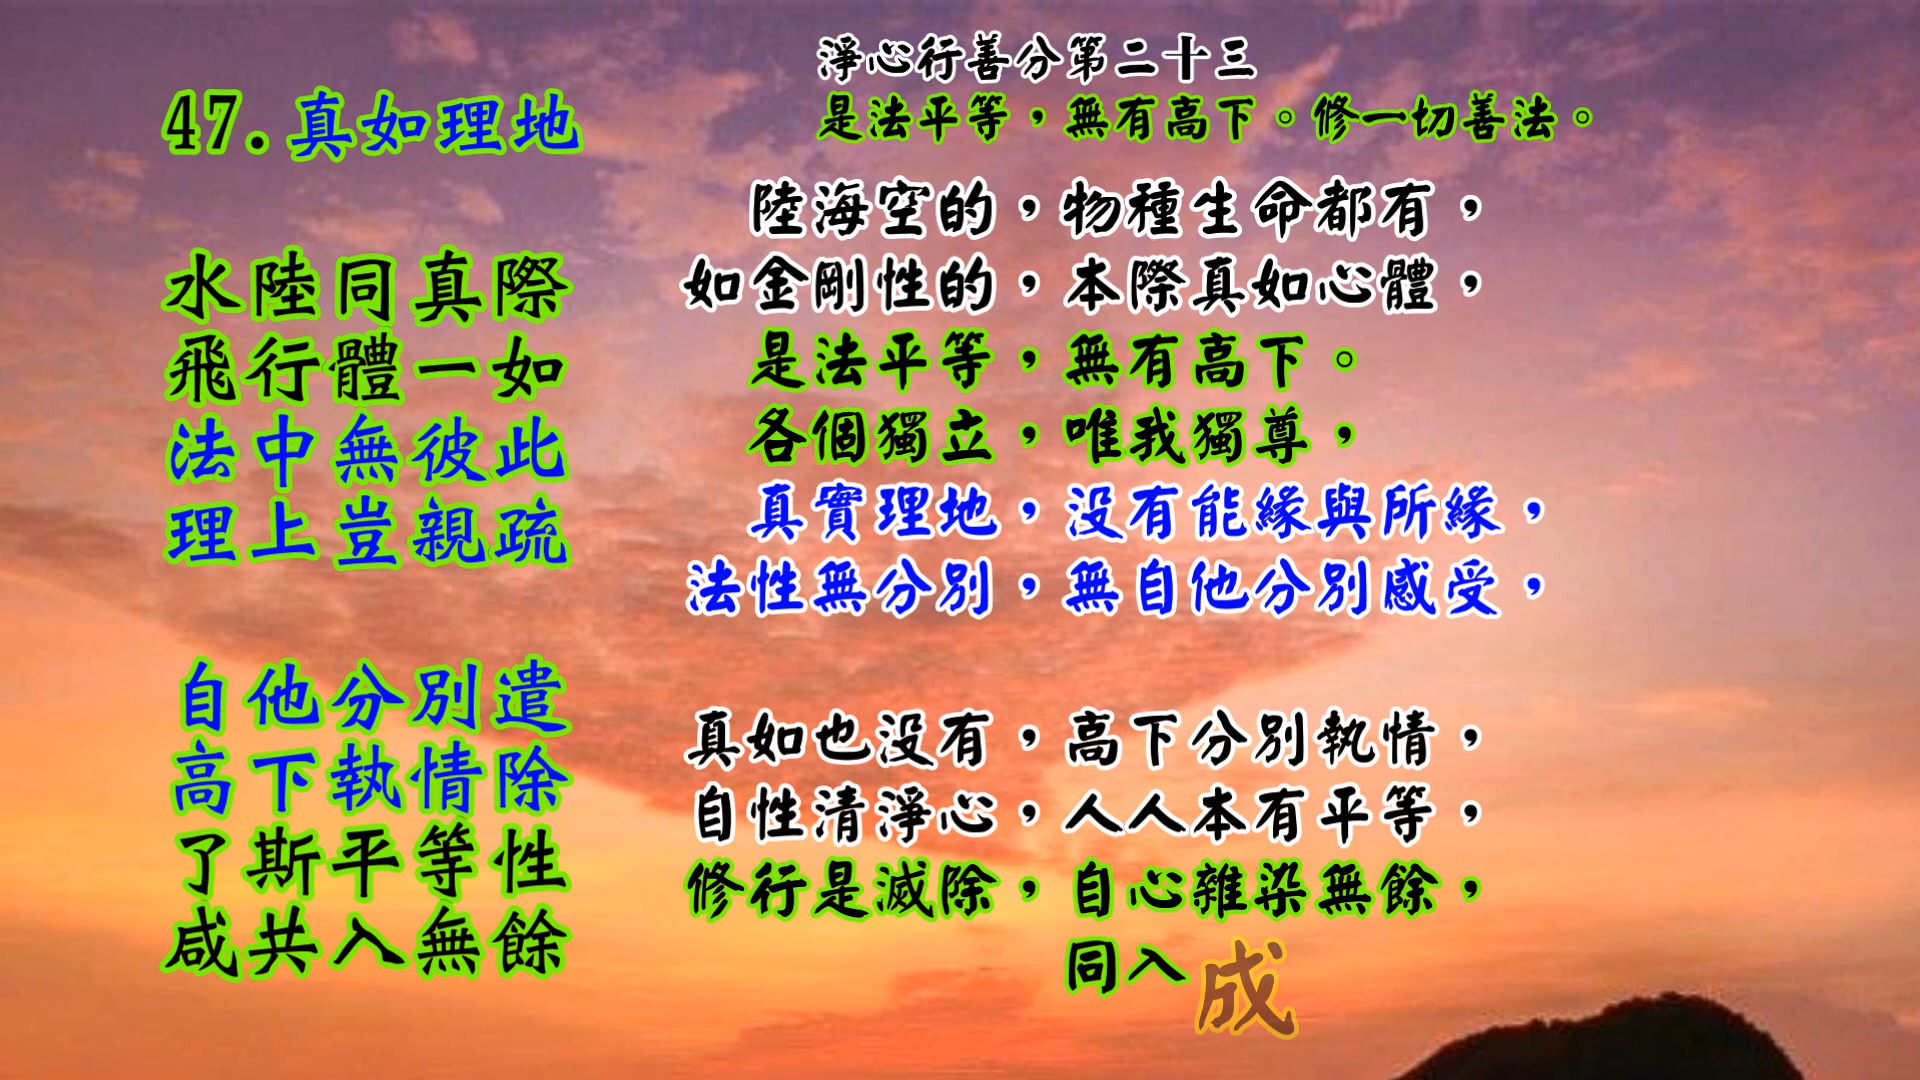 47.真如理地
水陸同真際
飛行體一如
法中無彼此
理上豈親疏
自他分別遣
高下執情除
了斯平等性
咸共入無餘
淨心行善分第二十三
是法平等，無有高下。修一切善法。
陸海空的，物種生命都有，
如金剛性的，本際真如心體，
是法平等，無有高下。
各個獨立，唯我獨尊，
真實理地，没有能緣與所緣，
法性無分別，無自他分別感受，
真如也没有，高下分別執情，
自性清淨心，人人本有平等，
修行是滅除，自心雜染無餘，
同入成